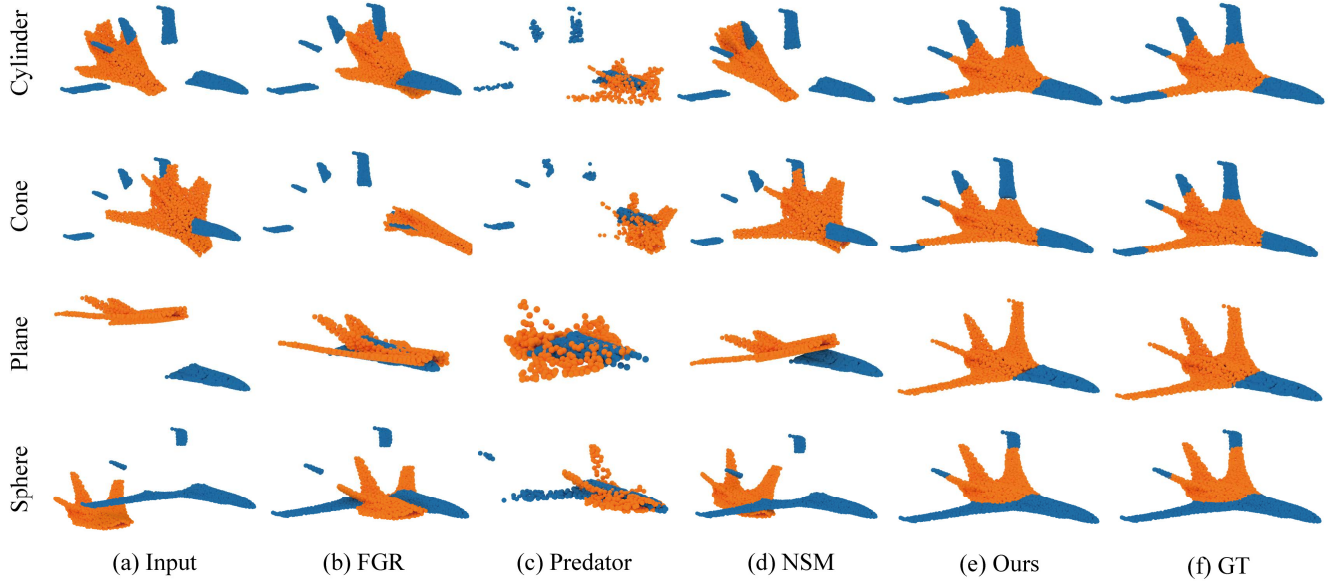 Cylinder
Cone
Plane
Sphere
(a) Input
(b) FGR
(c) Predator
(d) NSM
(e) Ours
(f) GT